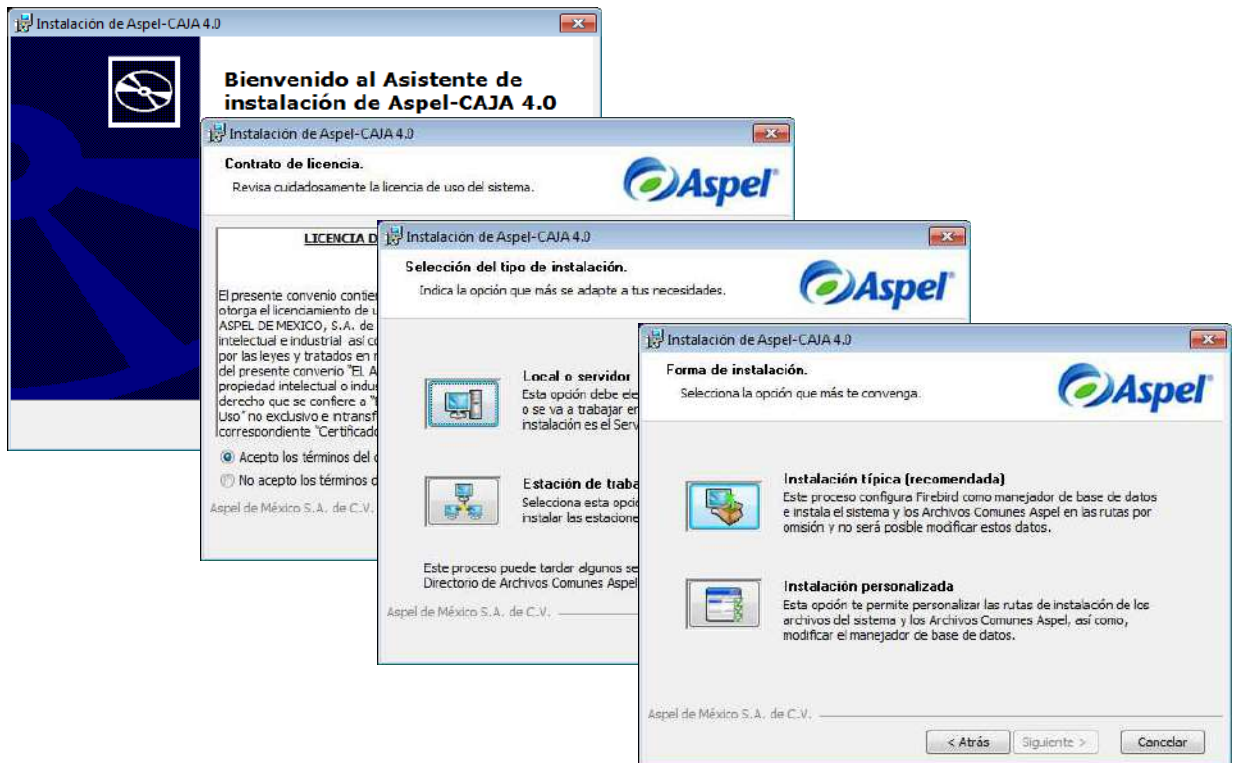 Instalación de Aspel-CAJA 4.0
Bienvenido al Asistente de
instalación de Aspel-CAJA 4.0
Instalación de Aspel-CAJA 4.0
Contrato de licencia.
Revisa cuidadosamente la licencia de uso del sistema.
Aspel
LICENCIA D
El presente convenio contie
otorga el licenciamiento de u
ASPEL DE MEXICO, S.A. de
intelectual e industrial así co
por las leyes y tratados en
del presente convenio "EL A
propiedad intelectual o indus
derecho que se confiere a
Uso" no exclusivo e intransf
correspondiente "Certificado
Acepto los términos del
No acepto los términos d
Aspel de México S.A. de C.V.
Instalación de Aspel-CAJA 4.0
Selección del tipo de instalación.
Indica la opción que más se adapte a tus necesidades.
Aspel
Local o servidor
Esta opción debe ele
o se va a trabajar en
instalación es el Serv
Estación de traba
Selecciona esta opció
instalar las estacione
Este proceso puede tardar algunos se
Directorio de Archivos Comunes Aspel
Aspel de México S.A. de C.V.
Instalación de Aspel-CAJA 4.0
Forma de instalación.
Selecciona la opción que más te convenga.
Aspel
Instalación típica (recomendada)
Este proceso configura Firebird como manejador de base de datos
e instala el sistema y los Archivos Comunes Aspel en las rutas por
omisión y no será posible modificar estos datos.
Instalación personalizada
Esta opción te permite personalizar las rutas de instalación de los
archivos del sistema y los Archivos Comunes Aspel, así como,
modificar el manejador de base de datos.
Aspel de México S.A. de C.V.
< Atrás
Siguiente >
Cancelar